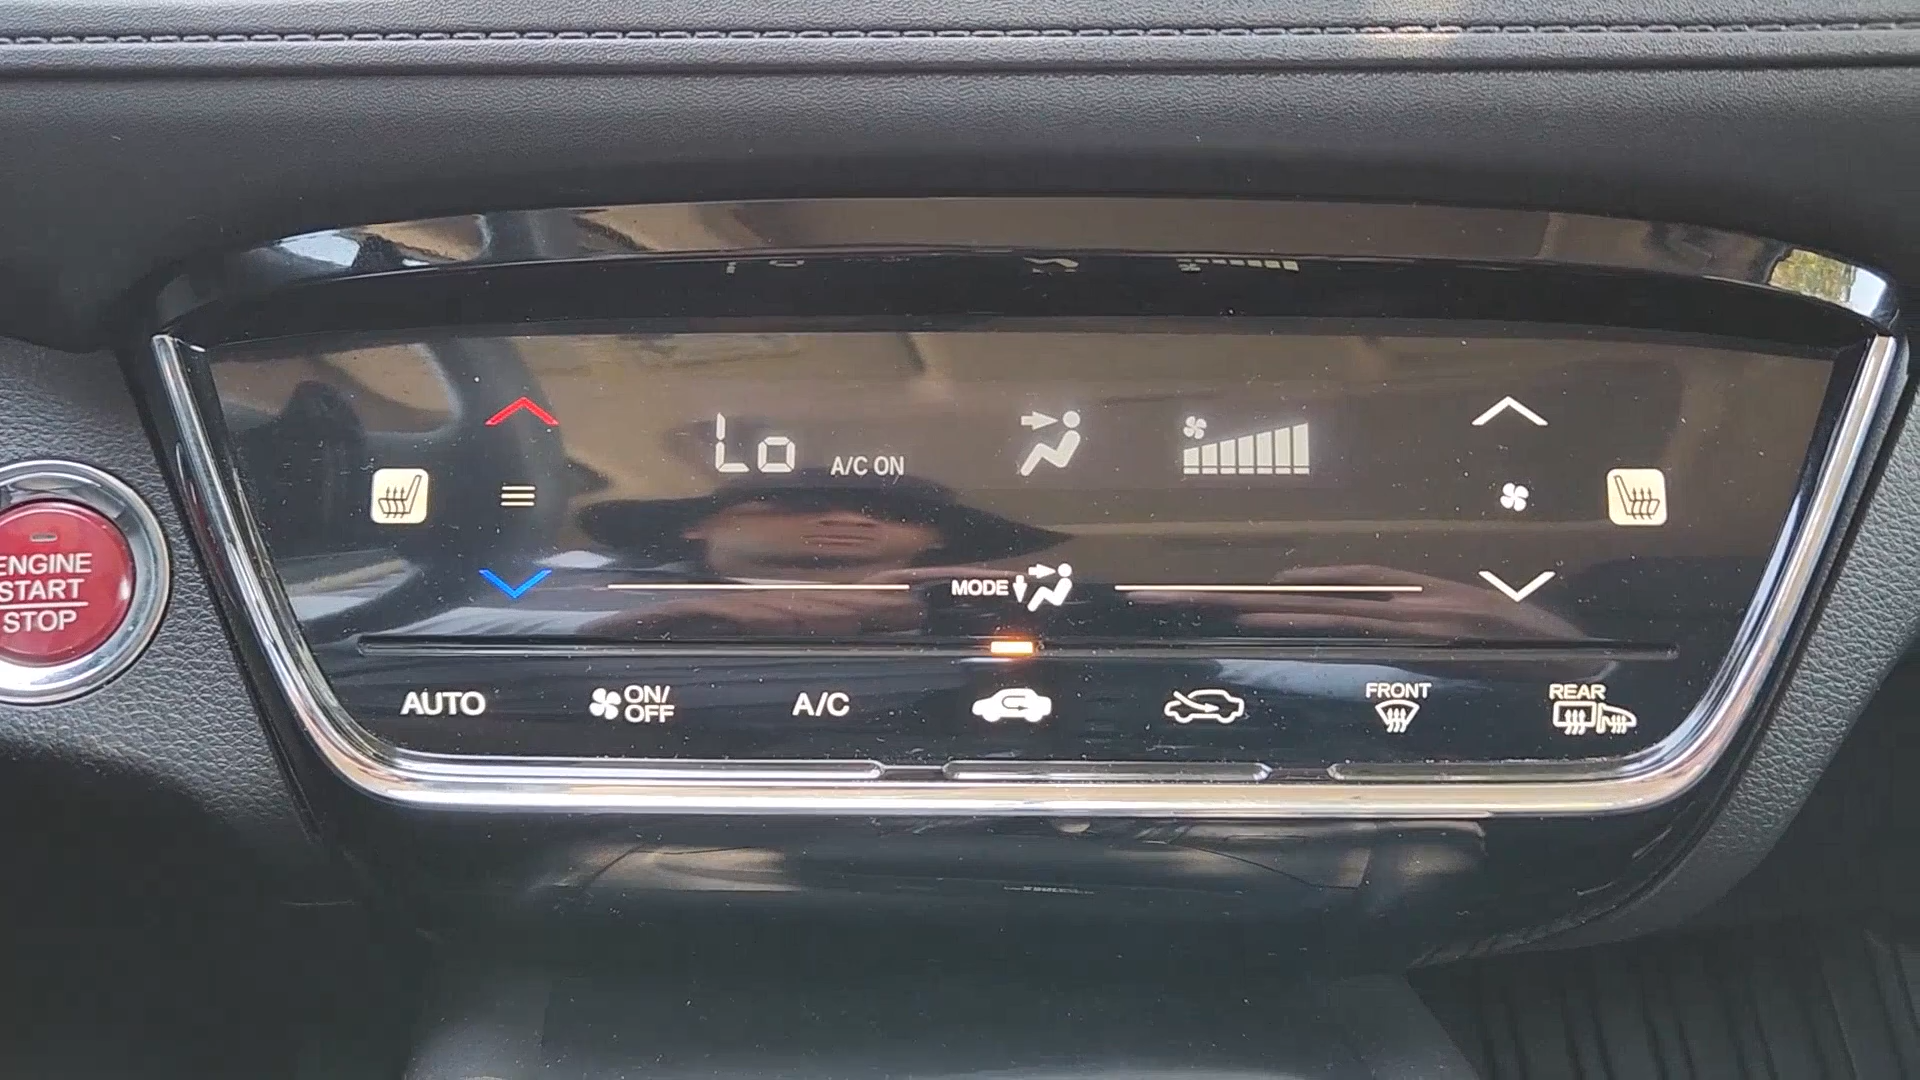 Lo
A/C ON
ENGINE
START
STOP
MODE
AUTO
ON/
OFF
A/C
FRONT
REAR